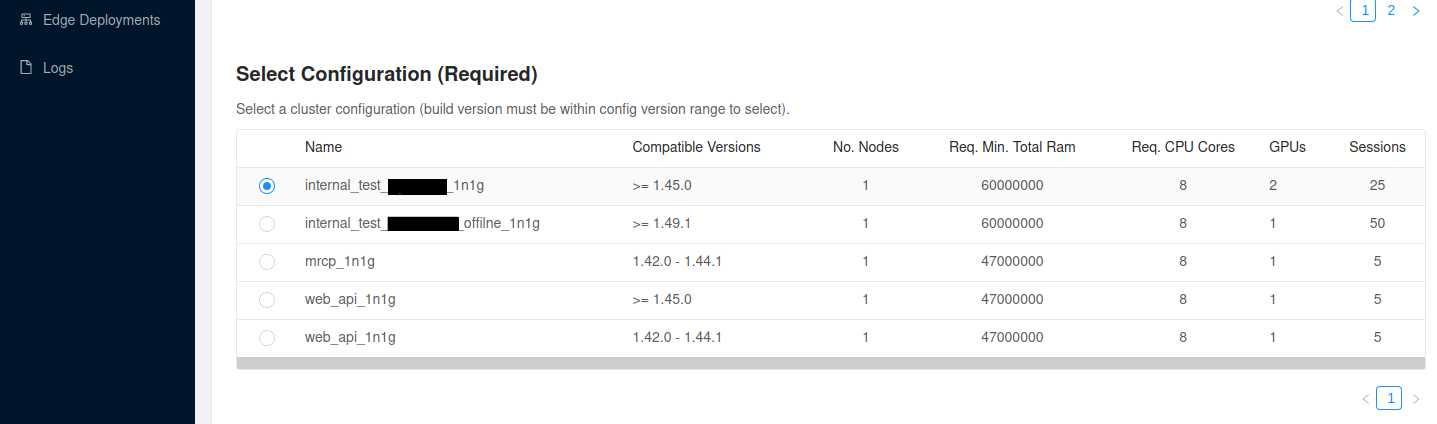 Edge Deployments
Logs
1 2
Select Configuration (Required)
Select a cluster configuration (build version must be within config version range to select).
Name Compatible Versions No. Nodes Req. Min. Total Ram Req. CPU Cores GPUs Sessions
internal_test_ _1n1g >= 1.45.0 1 60000000 8 2 25
internal_test_ _offilne_1n1g >= 1.49.1 1 60000000 8 1 50
mrcp_1n1g 1.42.0 - 1.44.1 1 47000000 8 1 5
web_api_1n1g >= 1.45.0 1 47000000 8 1 5
web_api_1n1g 1.42.0 - 1.44.1 1 47000000 8 1 5
1